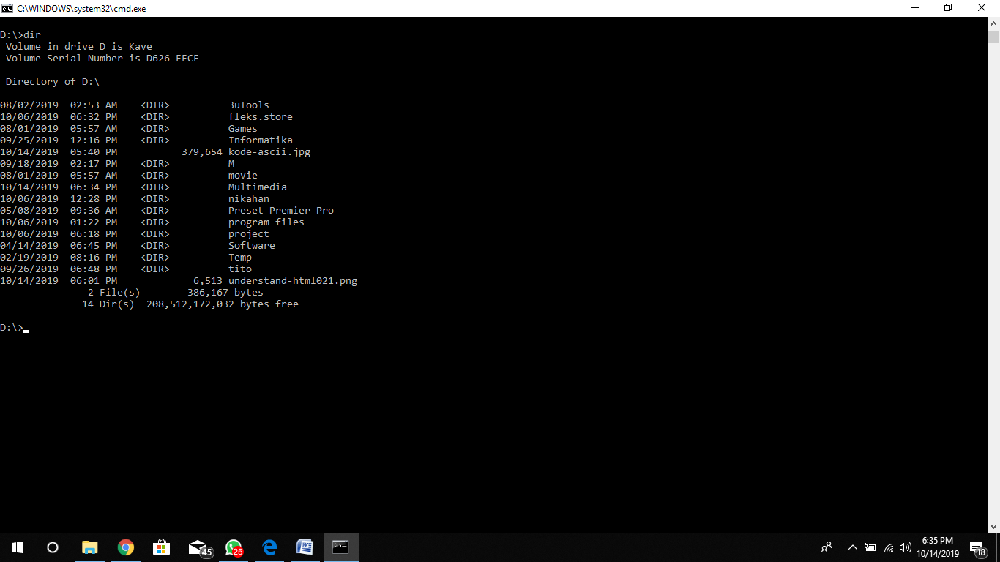 C:\WINDOWS\system32\cmd.exe
D:\>dir
 Volume in drive D is Kave
 Volume Serial Number is D626-FFCF
 Directory of D:\
08/02/2019  02:53 AM    <DIR>          3uTools
10/06/2019  06:32 PM    <DIR>          fleks.store
08/01/2019  05:57 AM    <DIR>          Games
09/25/2019  12:16 PM    <DIR>          Informatika
10/14/2019  05:40 PM           379,654 kode-ascii.jpg
09/18/2019  02:17 PM    <DIR>          M
08/01/2019  05:57 AM    <DIR>          movie
10/14/2019  06:34 PM    <DIR>          Multimedia
10/06/2019  12:28 PM    <DIR>          nikahan
05/08/2019  09:36 AM    <DIR>          Preset Premier Pro
10/06/2019  01:22 PM    <DIR>          program files
10/06/2019  06:18 PM    <DIR>          project
04/14/2019  06:45 PM    <DIR>          Software
02/19/2019  08:16 PM    <DIR>          Temp
09/26/2019  06:48 PM    <DIR>          tito
10/14/2019  06:01 PM             6,513 understand-html021.png
               2 File(s)        386,167 bytes
              14 Dir(s)  208,512,172,032 bytes free
D:\>
45
25
6:35 PM
10/14/2019
18